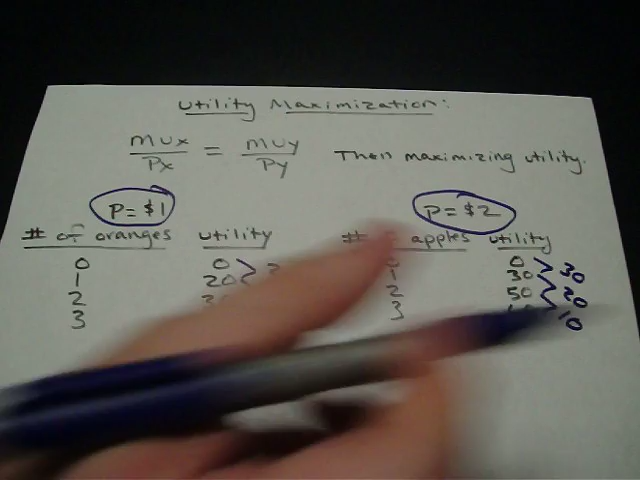 Utility Maximization:
MUx / Px = MUy / Py Then maximizing utility.
P=$1 P=$2
# of oranges utility # apples utility
0 0 0 0
1 20 1 30 30
2 2 50 20
3 3 10